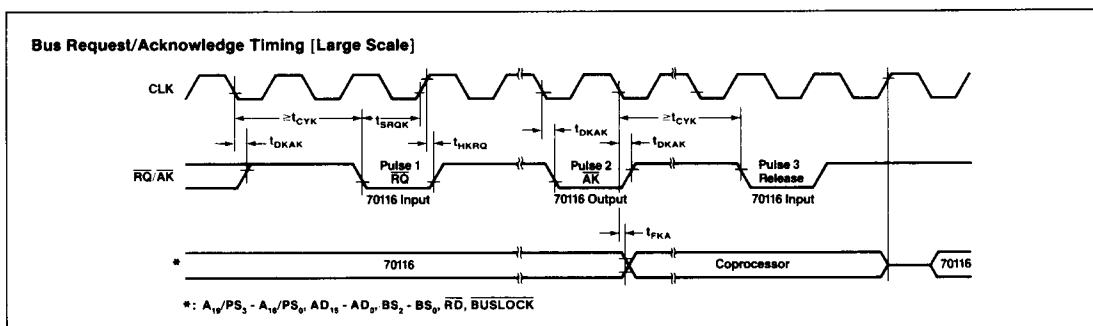 Bus Request/Acknowledge Timing [Large Scale]
CLK
≥tCYK
tSRQK
tDKAK
≥tCYK
tDKAK
tHKRQ
tDKAK
RQ/AK
Pulse 1
RQ
70116 Input
Pulse 2
AK
70116 Output
Pulse 3
Release
70116 Input
tFKA
*
70116
Coprocessor
70116
*: A19/PS3 - A16/PS0, AD15 - AD0, BS2 - BS0, RD, BUSLOCK